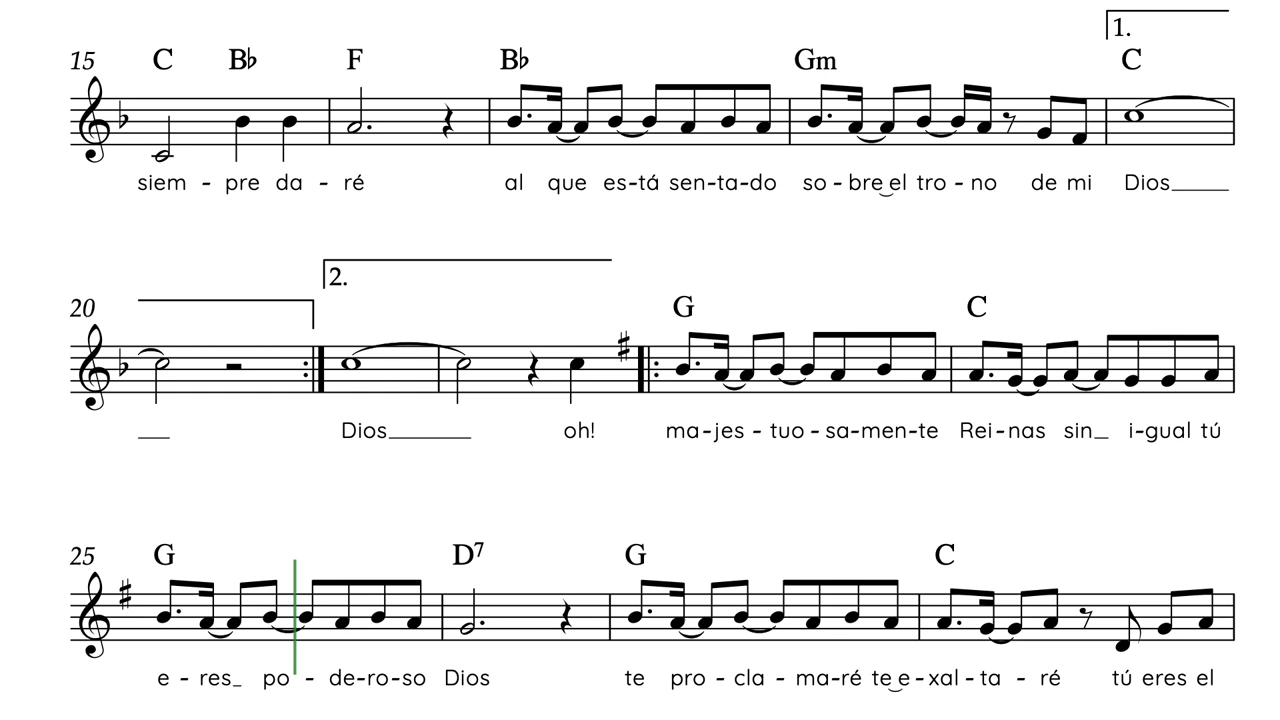 1.
15 C B♭ F B♭ Gm C
siem - pre da - ré al que es-tá sen-ta-do so-bre el tro-no de mi Dios
2.
20 G C
Dios oh! ma-jes-tuo-sa-men-te Rei-nas sin i-gual tú
25 G D7 G C
e-res po-de-ro-so Dios te pro-cla-ma-ré te e-xal-ta-ré tú eres el